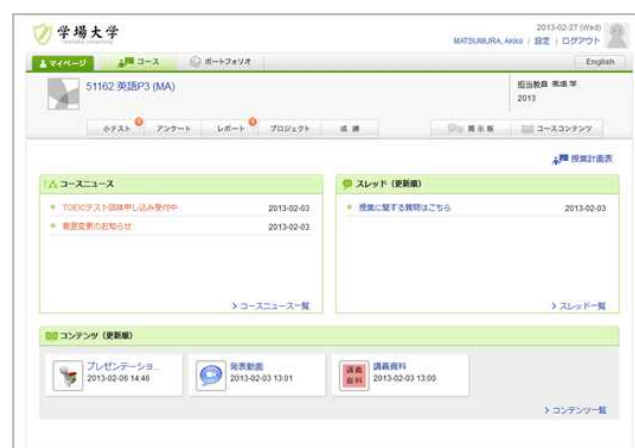 学場大学
2013-02-27 (Wed)
MATSUMURA, Akiko | 設定 | ログアウト
マイページ コース ポートフォリオ English
51162:英語P3 (MA)
担当教員
2013
小テスト アンケート レポート プロジェクト 成績 掲示板 コースコンテンツ
授業計画表
コースニュース
TOEICテスト団体申し込み受付中 2013-02-03
教室変更のお知らせ 2013-02-03
> コースニュース一覧
スレッド (更新順)
授業に関する質問はこちら 2013-02-03
> スレッド一覧
コンテンツ (更新順)
プレゼンテーショ...
2013-02-06 14:46
発表動画
2013-02-03 13:01
講義資料
講義資料
2013-02-03 13:00
> コンテンツ一覧